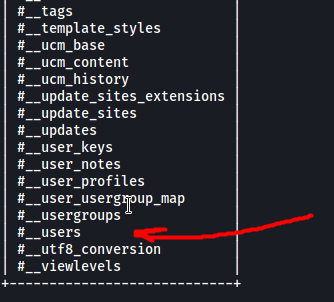 #__tags
#__template_styles
#__ucm_base
#__ucm_content
#__ucm_history
#__update_sites_extensions
#__update_sites
#__updates
#__user_keys
#__user_notes
#__user_profiles
#__user_usergroup_map
#__usergroups
#__users
#__utf8_conversion
#__viewlevels